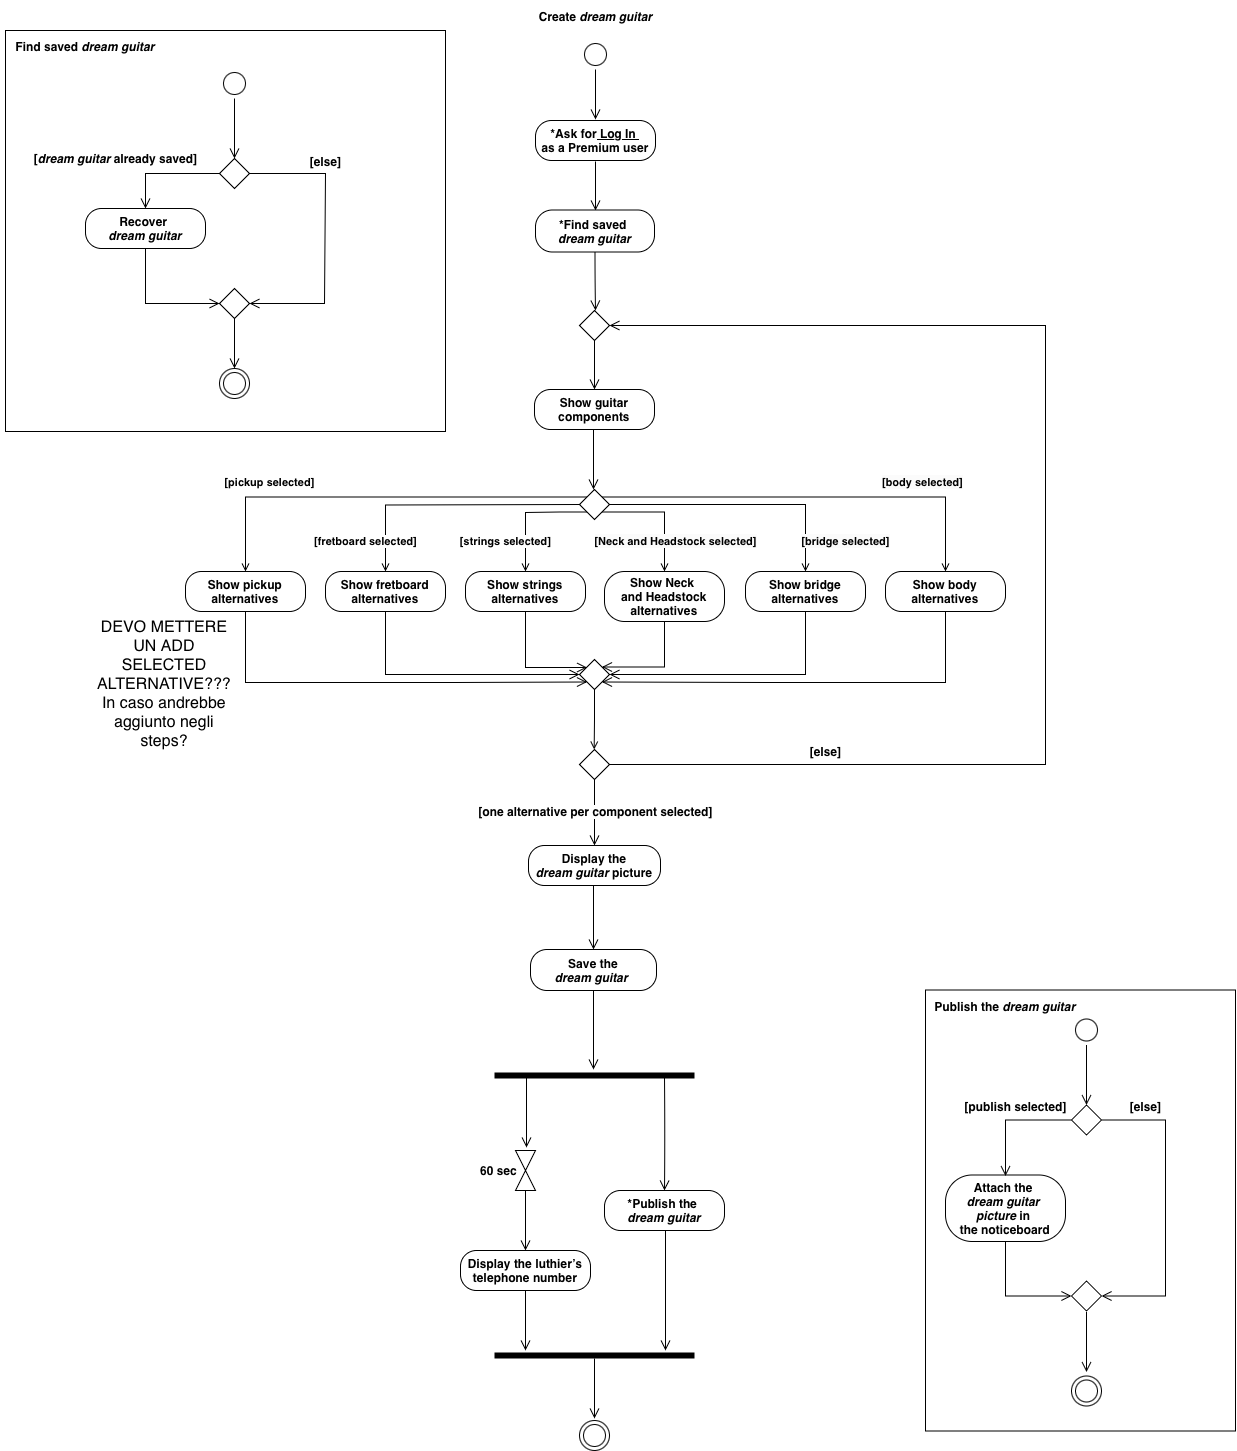 Create dream guitar
Find saved dream guitar
[dream guitar already saved]
[else]
Recover
dream guitar
*Ask for Log In
as a Premium user
*Find saved
dream guitar
Show guitar
components
[pickup selected]
[body selected]
[fretboard selected]
[strings selected]
[Neck and Headstock selected]
[bridge selected]
Show pickup
alternatives
Show fretboard
alternatives
Show strings
alternatives
Show Neck
and Headstock
alternatives
Show bridge
alternatives
Show body
alternatives
DEVO METTERE
UN ADD
SELECTED
ALTERNATIVE???
In caso andrebbe
aggiunto negli
steps?
[else]
[one alternative per component selected]
Display the
dream guitar picture
Save the
dream guitar
60 sec
*Publish the
dream guitar
Display the luthier's
telephone number
Publish the dream guitar
[publish selected]
[else]
Attach the
dream guitar
picture in
the noticeboard